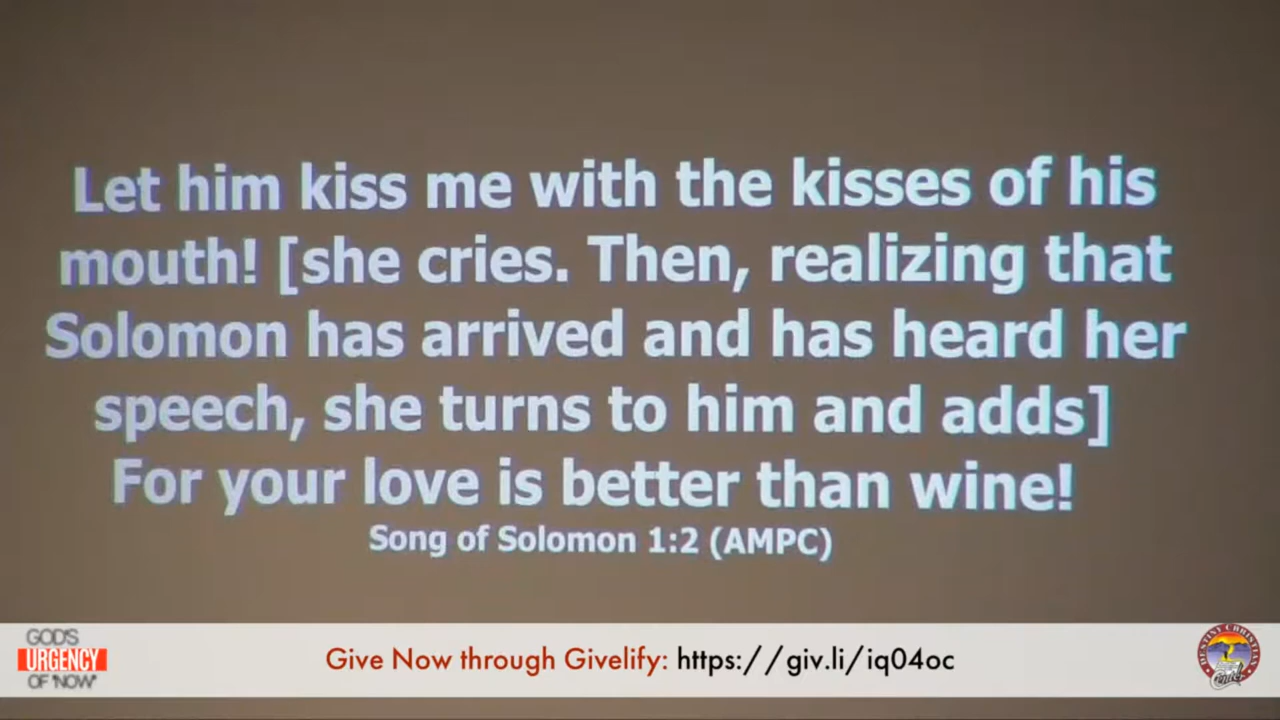 Let him kiss me with the kisses of his
mouth! [she cries. Then, realizing that
Solomon has arrived and has heard her
speech, she turns to him and adds]
For your love is better than wine!
Song of Solomon 1:2 (AMPC)
GOD'S
URGENCY
OF "NOW"
Give Now through Givelify: https://giv.li/iq04oc
DESTINY CHRISTIAN